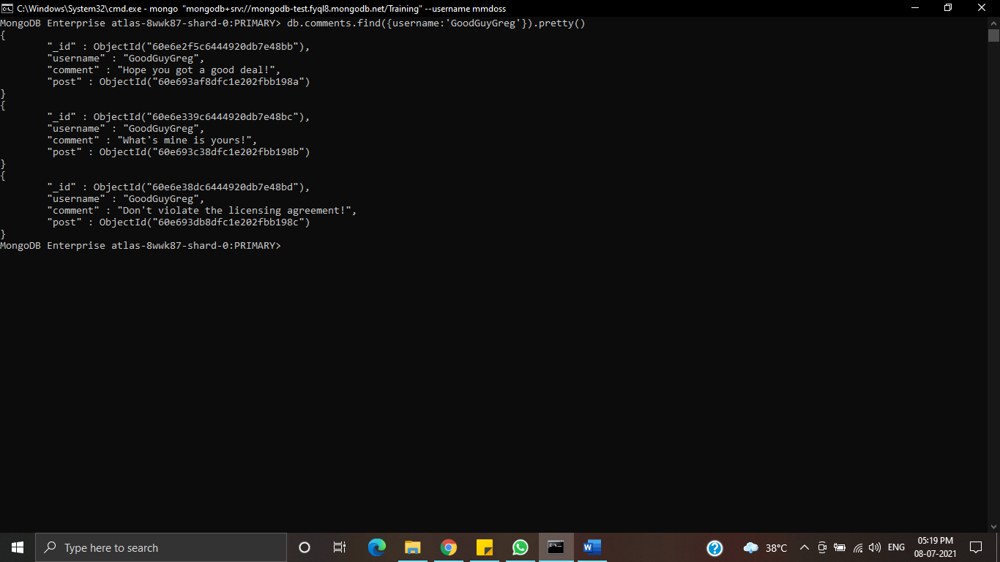 C:\Windows\System32\cmd.exe - mongo "mongodb+srv://mongodb-test.fyql8.mongodb.net/Training" --username mmdoss
MongoDB Enterprise atlas-8wwk87-shard-0:PRIMARY> db.comments.find({username:'GoodGuyGreg'}).pretty()
{
"_id" : ObjectId("60e6e2f5c6444920db7e48bb"),
"username" : "GoodGuyGreg",
"comment" : "Hope you got a good deal!",
"post" : ObjectId("60e693af8dfc1e202fbb198a")
}
{
"_id" : ObjectId("60e6e339c6444920db7e48bc"),
"username" : "GoodGuyGreg",
"comment" : "What's mine is yours!",
"post" : ObjectId("60e693c38dfc1e202fbb198b")
}
{
"_id" : ObjectId("60e6e38dc6444920db7e48bd"),
"username" : "GoodGuyGreg",
"comment" : "Don't violate the licensing agreement!",
"post" : ObjectId("60e693db8dfc1e202fbb198c")
}
MongoDB Enterprise atlas-8wwk87-shard-0:PRIMARY>
Type here to search
38°C
ENG
05:19 PM
08-07-2021